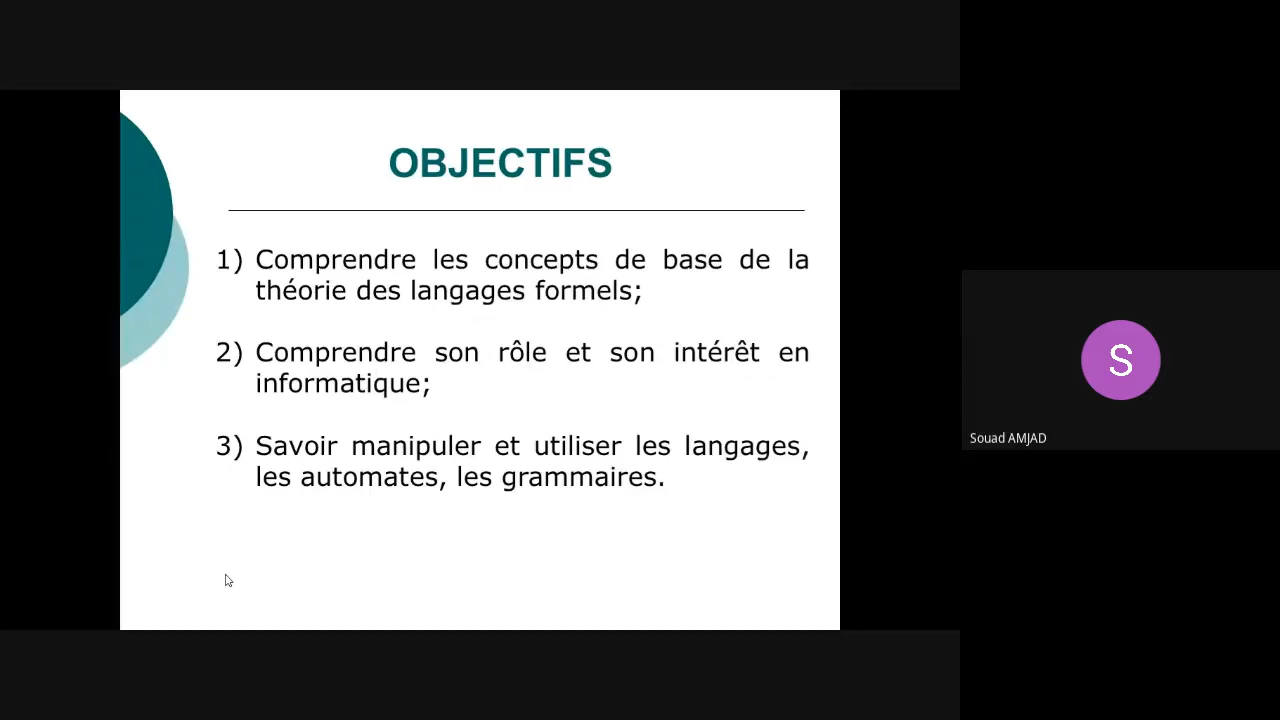 OBJECTIFS
1) Comprendre les concepts de base de la
théorie des langages formels;
2) Comprendre son rôle et son intérêt en
informatique;
3) Savoir manipuler et utiliser les langages,
les automates, les grammaires.
S
Souad AMJAD